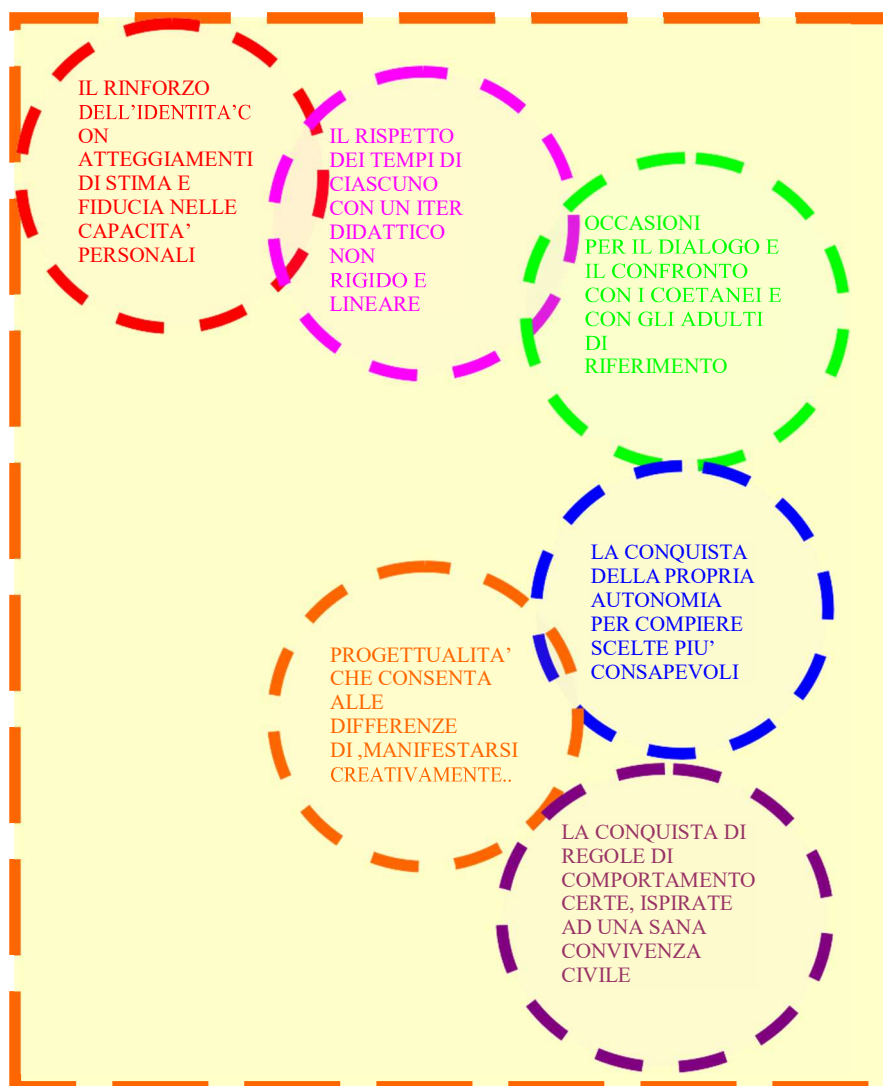 IL RINFORZO
DELL'IDENTITA'C
ON
ATTEGGIAMENTI
DI STIMA E
FIDUCIA NELLE
CAPACITA'
PERSONALI
IL RISPETTO
DEI TEMPI DI
CIASCUNO
CON UN ITER
DIDATTICO
NON
RIGIDO E
LINEARE
OCCASIONI
PER IL DIALOGO E
IL CONFRONTO
CON I COETANEI E
CON GLI ADULTI
DI
RIFERIMENTO
LA CONQUISTA
DELLA PROPRIA
AUTONOMIA
PER COMPIERE
SCELTE PIU'
CONSAPEVOLI
PROGETTUALITA'
CHE CONSENTA
ALLE
DIFFERENZE
DI ,MANIFESTARSI
CREATIVAMENTE..
LA CONQUISTA DI
REGOLE DI
COMPORTAMENTO
CERTE, ISPIRATE
AD UNA SANA
CONVIVENZA
CIVILE